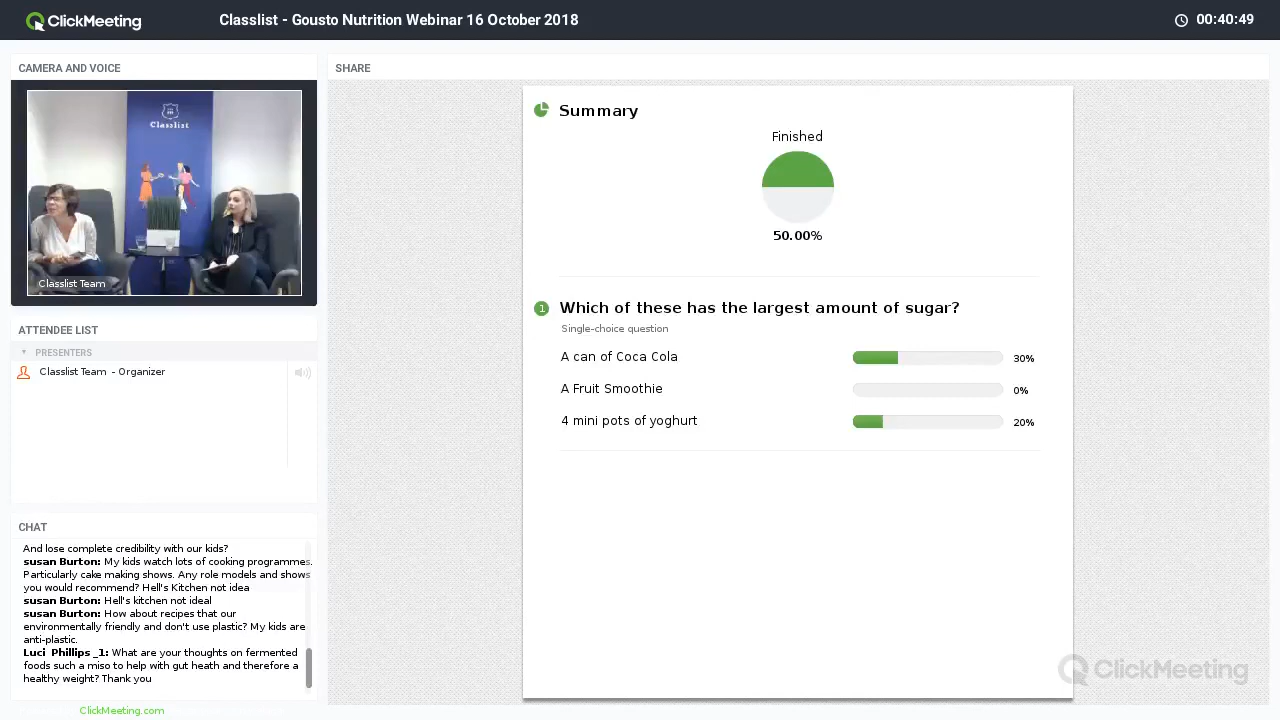 ClickMeeting
Classlist - Gousto Nutrition Webinar 16 October 2018
00:40:49
CAMERA AND VOICE
Classlist
Classlist Team
ATTENDEE LIST
PRESENTERS
Classlist Team - Organizer
CHAT
And lose complete credibility with our kids?
susan Burton: My kids watch lots of cooking programmes.
Particularly cake making shows. Any role models and shows
you would recommend? Hell's Kitchen not idea
susan Burton: Hell's kitchen not ideal
susan Burton: How about recipes that our
environmentally friendly and don't use plastic? My kids are
anti-plastic.
Luci Phillips _1: What are your thoughts on fermented
foods such a miso to help with gut heath and therefore a
healthy weight? Thank you
ClickMeeting.com
SHARE
Summary
Finished
50.00%
1 Which of these has the largest amount of sugar?
Single-choice question
A can of Coca Cola 30%
A Fruit Smoothie 0%
4 mini pots of yoghurt 20%
ClickMeeting